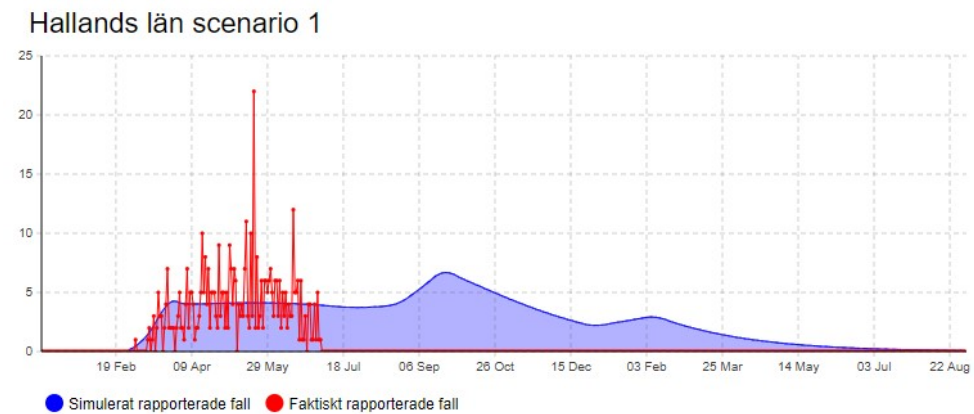 Hallands län scenario 1
25
20
15
10
5
0
19 Feb 09 Apr 29 May 18 Jul 06 Sep 26 Oct 15 Dec 03 Feb 25 Mar 14 May 03 Jul 22 Aug
Simulerat rapporterade fall Faktiskt rapporterade fall